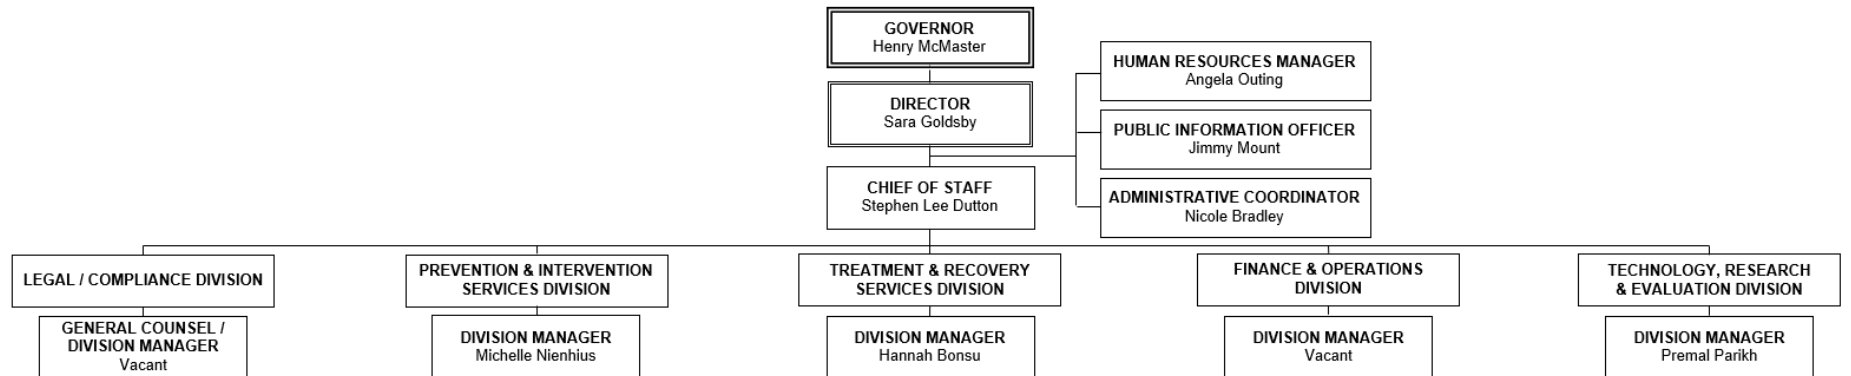 GOVERNOR
Henry McMaster
HUMAN RESOURCES MANAGER
Angela Outing
DIRECTOR
Sara Goldsby
PUBLIC INFORMATION OFFICER
Jimmy Mount
CHIEF OF STAFF
Stephen Lee Dutton
ADMINISTRATIVE COORDINATOR
Nicole Bradley
LEGAL / COMPLIANCE DIVISION
GENERAL COUNSEL /
DIVISION MANAGER
Vacant
PREVENTION & INTERVENTION
SERVICES DIVISION
DIVISION MANAGER
Michelle Nienhius
TREATMENT & RECOVERY
SERVICES DIVISION
DIVISION MANAGER
Hannah Bonsu
FINANCE & OPERATIONS
DIVISION
DIVISION MANAGER
Vacant
TECHNOLOGY, RESEARCH
& EVALUATION DIVISION
DIVISION MANAGER
Premal Parikh